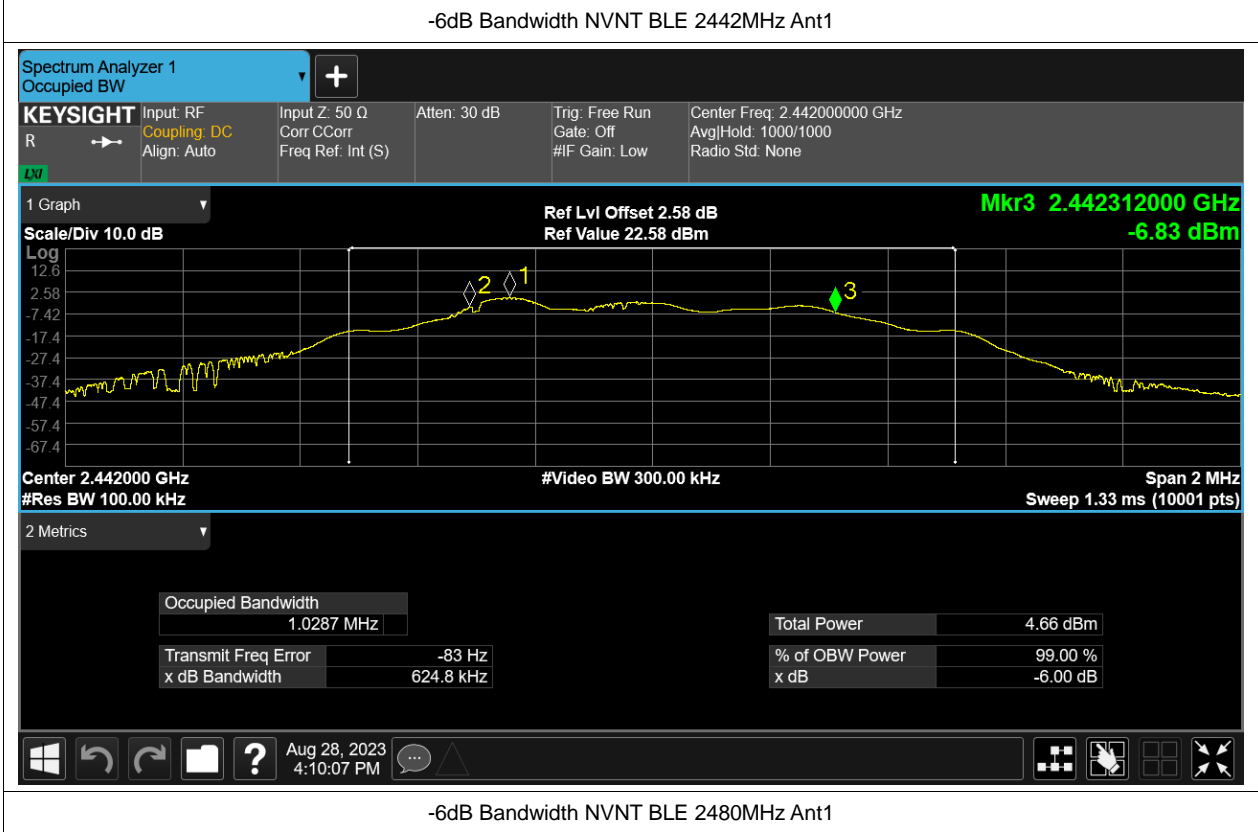 -6dB Bandwidth NVNT BLE 2442MHz Ant1
Spectrum Analyzer 1
Occupied BW
KEYSIGHT
R
LXI
Input: RF
Coupling: DC
Align: Auto
Input Z: 50 Ω
Corr CCorr
Freq Ref: Int (S)
Atten: 30 dB
Trig: Free Run
Gate: Off
#IF Gain: Low
Center Freq: 2.442000000 GHz
Avg|Hold: 1000/1000
Radio Std: None
1 Graph
Scale/Div 10.0 dB
Ref Lvl Offset 2.58 dB
Ref Value 22.58 dBm
Mkr3 2.442312000 GHz
-6.83 dBm
Log
12.6
2.58
-7.42
-17.4
-27.4
-37.4
-47.4
-57.4
-67.4
2
1
3
Center 2.442000 GHz
#Video BW 300.00 kHz
Span 2 MHz
#Res BW 100.00 kHz
Sweep 1.33 ms (10001 pts)
2 Metrics
Occupied Bandwidth
1.0287 MHz
Total Power 4.66 dBm
Transmit Freq Error -83 Hz
% of OBW Power 99.00 %
x dB Bandwidth 624.8 kHz
x dB -6.00 dB
?
Aug 28, 2023
4:10:07 PM
-6dB Bandwidth NVNT BLE 2480MHz Ant1